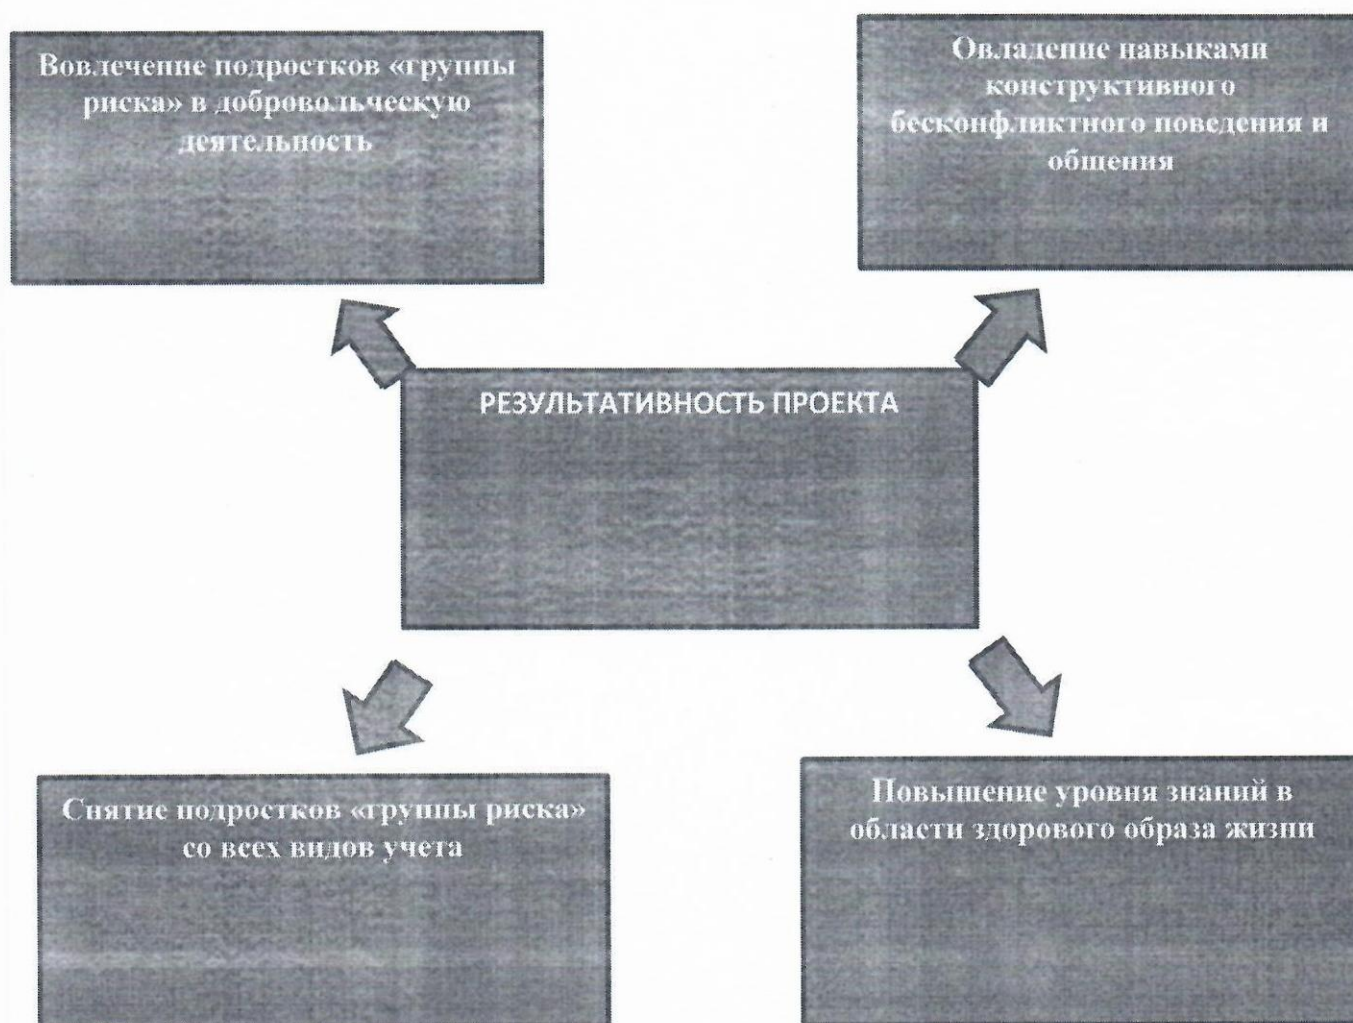 Вовлечение подростков «группы
риска» в добровольческую
деятельность
Овладение навыками
конструктивного
бесконфликтного поведения и
общения
РЕЗУЛЬТАТИВНОСТЬ ПРОЕКТА
Снятие подростков «группы риска»
со всех видов учета
Повышение уровня знаний в
области здорового образа жизни